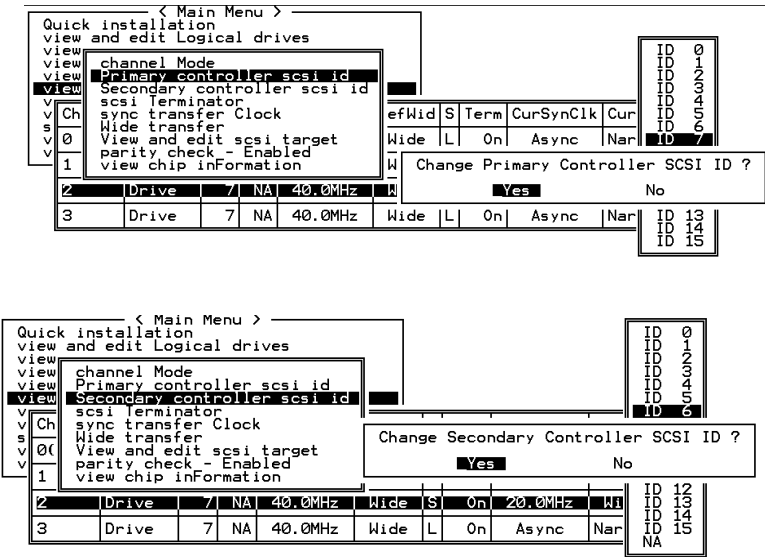 < Main Menu >
Quick installation
view and edit Logical drives
view
view
view
v
s
v
v
v
channel Mode
Primary controller scsi id
Secondary controller scsi id
scsi Terminator
sync transfer Clock
Wide transfer
View and edit scsi target
parity check - Enabled
view chip inFormation
Ch efWid S Term CurSynClk Cur
0 Wide L On Async Nar
1 W
2 Drive 7 NA 40.0MHz W
3 Drive 7 NA 40.0MHz Wide L On Async Nar
ID 0
ID 1
ID 2
ID 3
ID 4
ID 5
ID 6
ID 7
Change Primary Controller SCSI ID ?
Yes No
ID 13
ID 14
ID 15
< Main Menu >
Quick installation
view and edit Logical drives
view
view
view
v
v
s
v
v
channel Mode
Primary controller scsi id
Secondary controller scsi id
scsi Terminator
sync transfer Clock
Wide transfer
View and edit scsi target
parity check - Enabled
view chip inFormation
Ch
0(
1
2 Drive 7 NA 40.0MHz Wide S On 20.0MHz Wi
3 Drive 7 NA 40.0MHz Wide L On Async Nar
ID 0
ID 1
ID 2
ID 3
ID 4
ID 5
ID 6
Change Secondary Controller SCSI ID ?
Yes No
ID 12
ID 13
ID 14
ID 15
NA